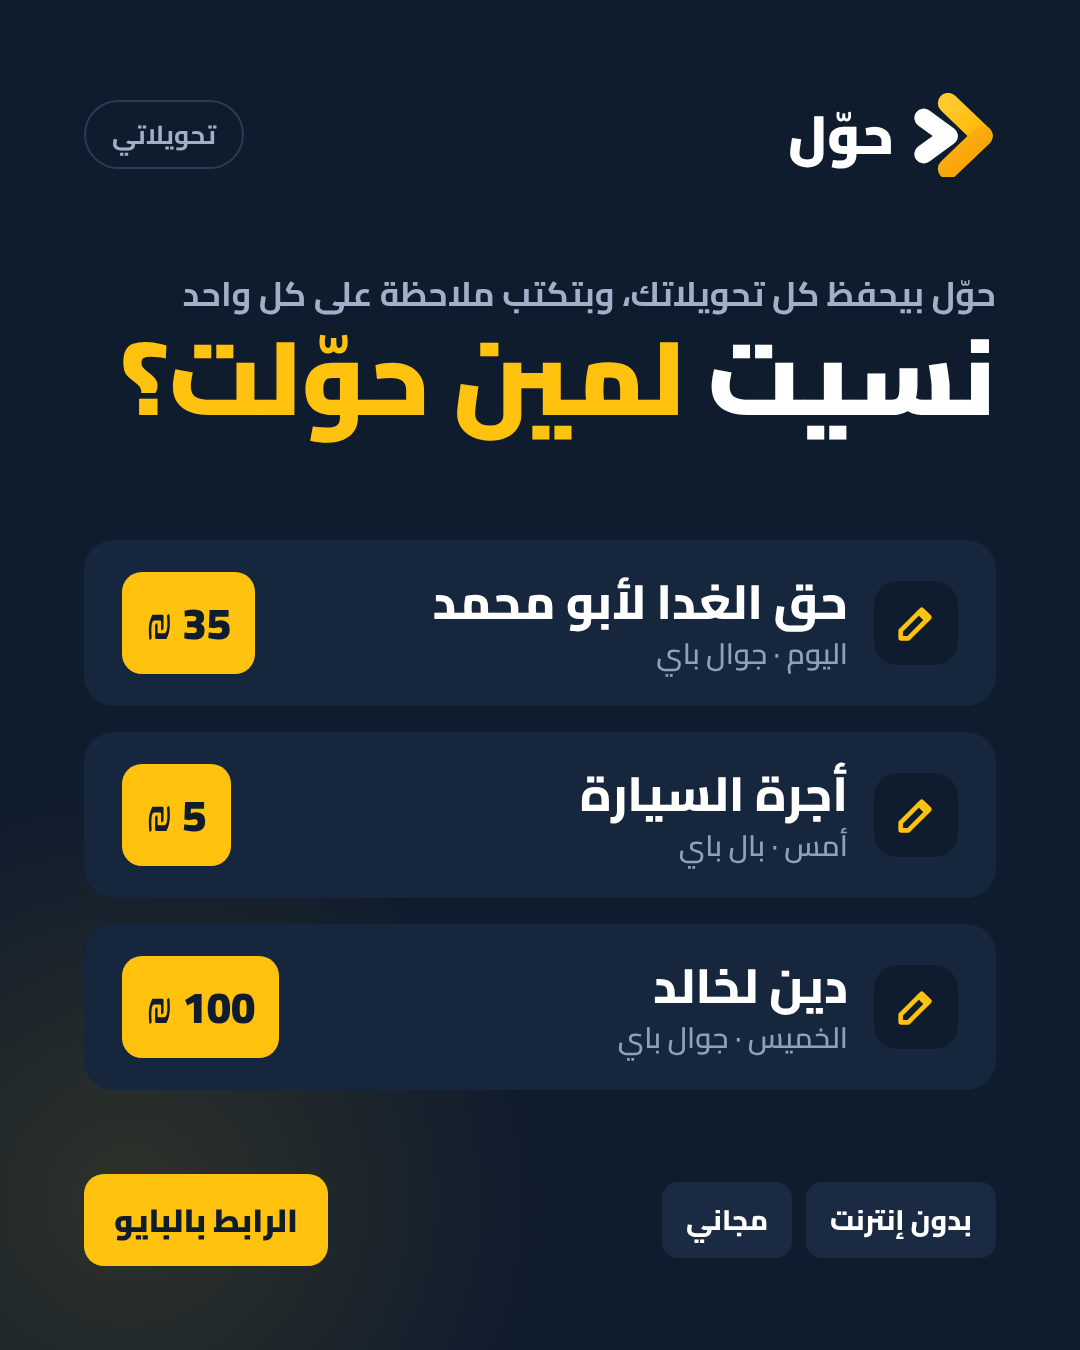 حوّل
تحويلاتي
حوّل بيحفظ كل تحويلاتك، وبتكتب ملاحظة على كل واحد
نسيت لمين حوّلت؟
حق الغدا لأبو محمد
اليوم · جوال باي
35 ₪
أجرة السيارة
أمس · بال باي
5 ₪
دين لخالد
الخميس · جوال باي
100 ₪
بدون إنترنت
مجاني
الرابط بالبايو